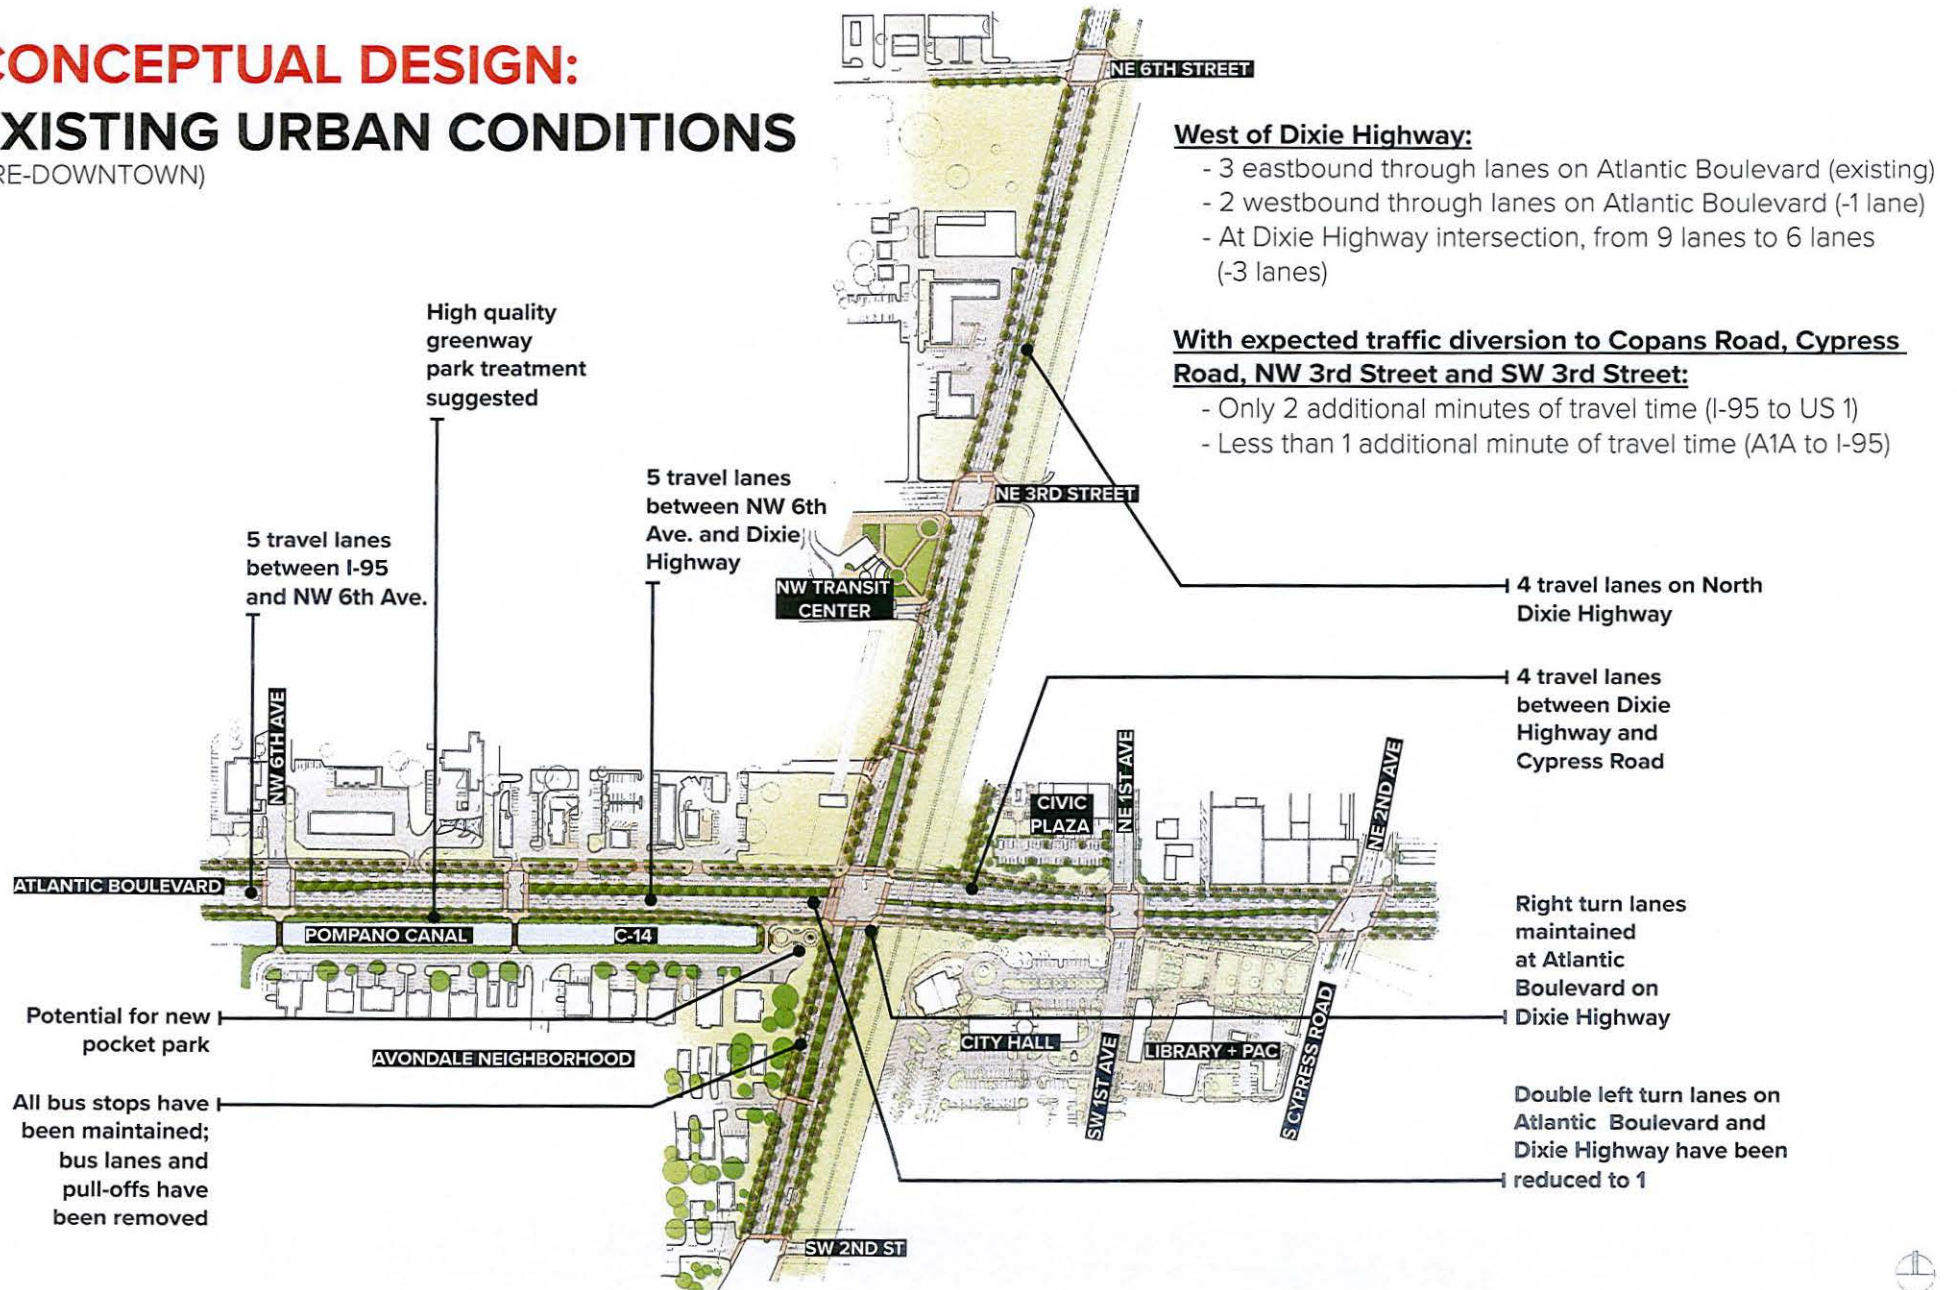 CONCEPTUAL DESIGN:
XISTING URBAN CONDITIONS
RE-DOWNTOWN)
NE 6TH STREET
West of Dixie Highway:
- 3 eastbound through lanes on Atlantic Boulevard (existing)
- 2 westbound through lanes on Atlantic Boulevard (-1 lane)
- At Dixie Highway intersection, from 9 lanes to 6 lanes
(-3 lanes)
With expected traffic diversion to Copans Road, Cypress
Road, NW 3rd Street and SW 3rd Street:
- Only 2 additional minutes of travel time (I-95 to US 1)
- Less than 1 additional minute of travel time (A1A to I-95)
High quality
greenway
park treatment
suggested
5 travel lanes
between NW 6th
Ave. and Dixie
Highway
5 travel lanes
between I-95
and NW 6th Ave.
NE 3RD STREET
NW TRANSIT
CENTER
4 travel lanes on North
Dixie Highway
4 travel lanes
between Dixie
Highway and
Cypress Road
NW 6TH AVE
CIVIC
PLAZA
NE 1ST AVE
NE 2ND AVE
ATLANTIC BOULEVARD
POMPANO CANAL
C-14
Right turn lanes
maintained
at Atlantic
Boulevard on
Dixie Highway
Potential for new
pocket park
AVONDALE NEIGHBORHOOD
CITY HALL
LIBRARY + PAC
SW 1ST AVE
S CYPRESS ROAD
All bus stops have
been maintained;
bus lanes and
pull-offs have
been removed
Double left turn lanes on
Atlantic Boulevard and
Dixie Highway have been
reduced to 1
SW 2ND ST